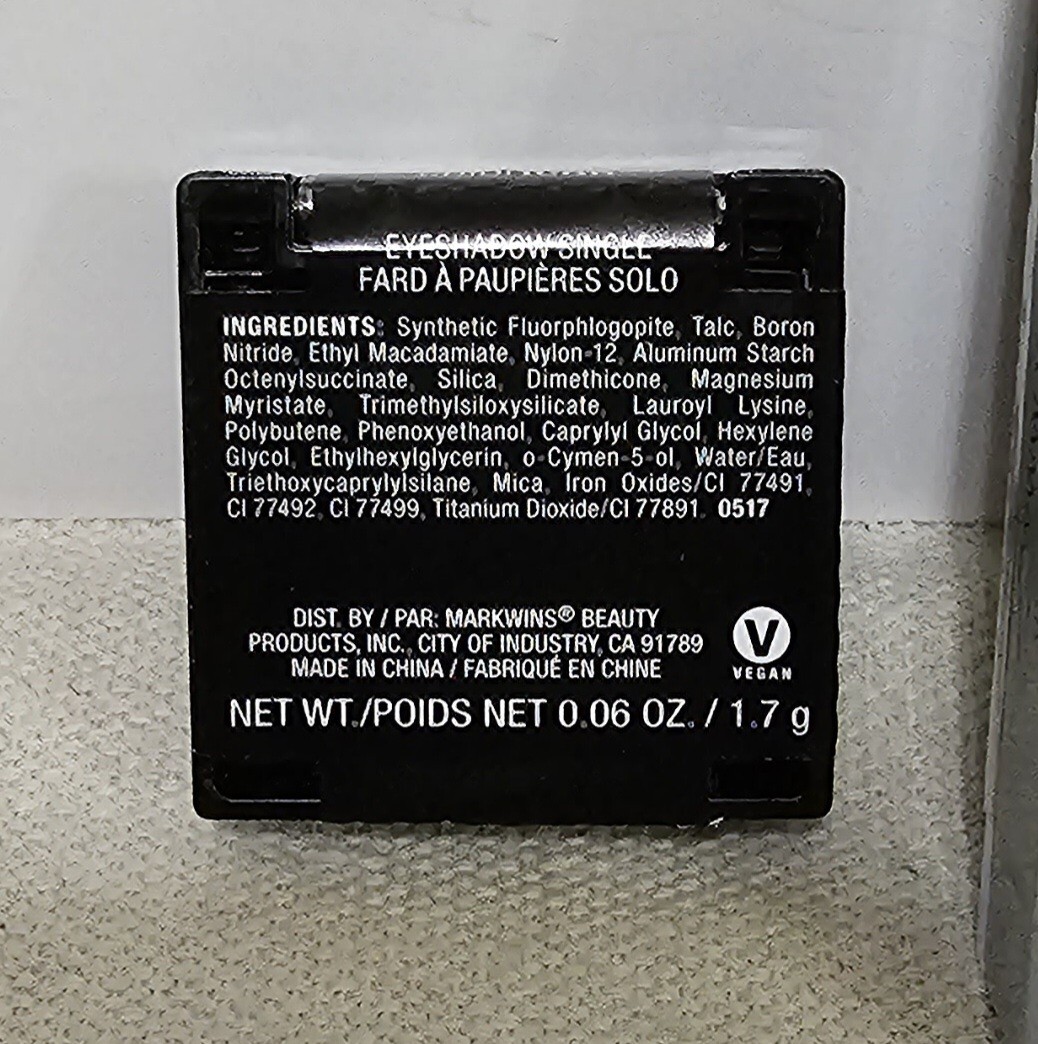 EYESHADOW SINGLE
FARD À PAUPIÈRES SOLO
INGREDIENTS: Synthetic Fluorphlogopite, Talc, Boron
Nitride, Ethyl Macadamiate, Nylon-12, Aluminum Starch
Octenylsuccinate, Silica, Dimethicone, Magnesium
Myristate, Trimethylsiloxysilicate, Lauroyl Lysine,
Polybutene, Phenoxyethanol, Caprylyl Glycol, Hexylene
Glycol, Ethylhexylglycerin, o-Cymen-5-ol, Water/Eau,
Triethoxycaprylylsilane, Mica, Iron Oxides/CI 77491,
CI 77492, CI 77499, Titanium Dioxide/CI 77891. 0517
DIST. BY / PAR: MARKWINS® BEAUTY
PRODUCTS, INC., CITY OF INDUSTRY, CA 91789
MADE IN CHINA / FABRIQUÉ EN CHINE
V
VEGAN
NET WT./POIDS NET 0.06 OZ. / 1.7 g